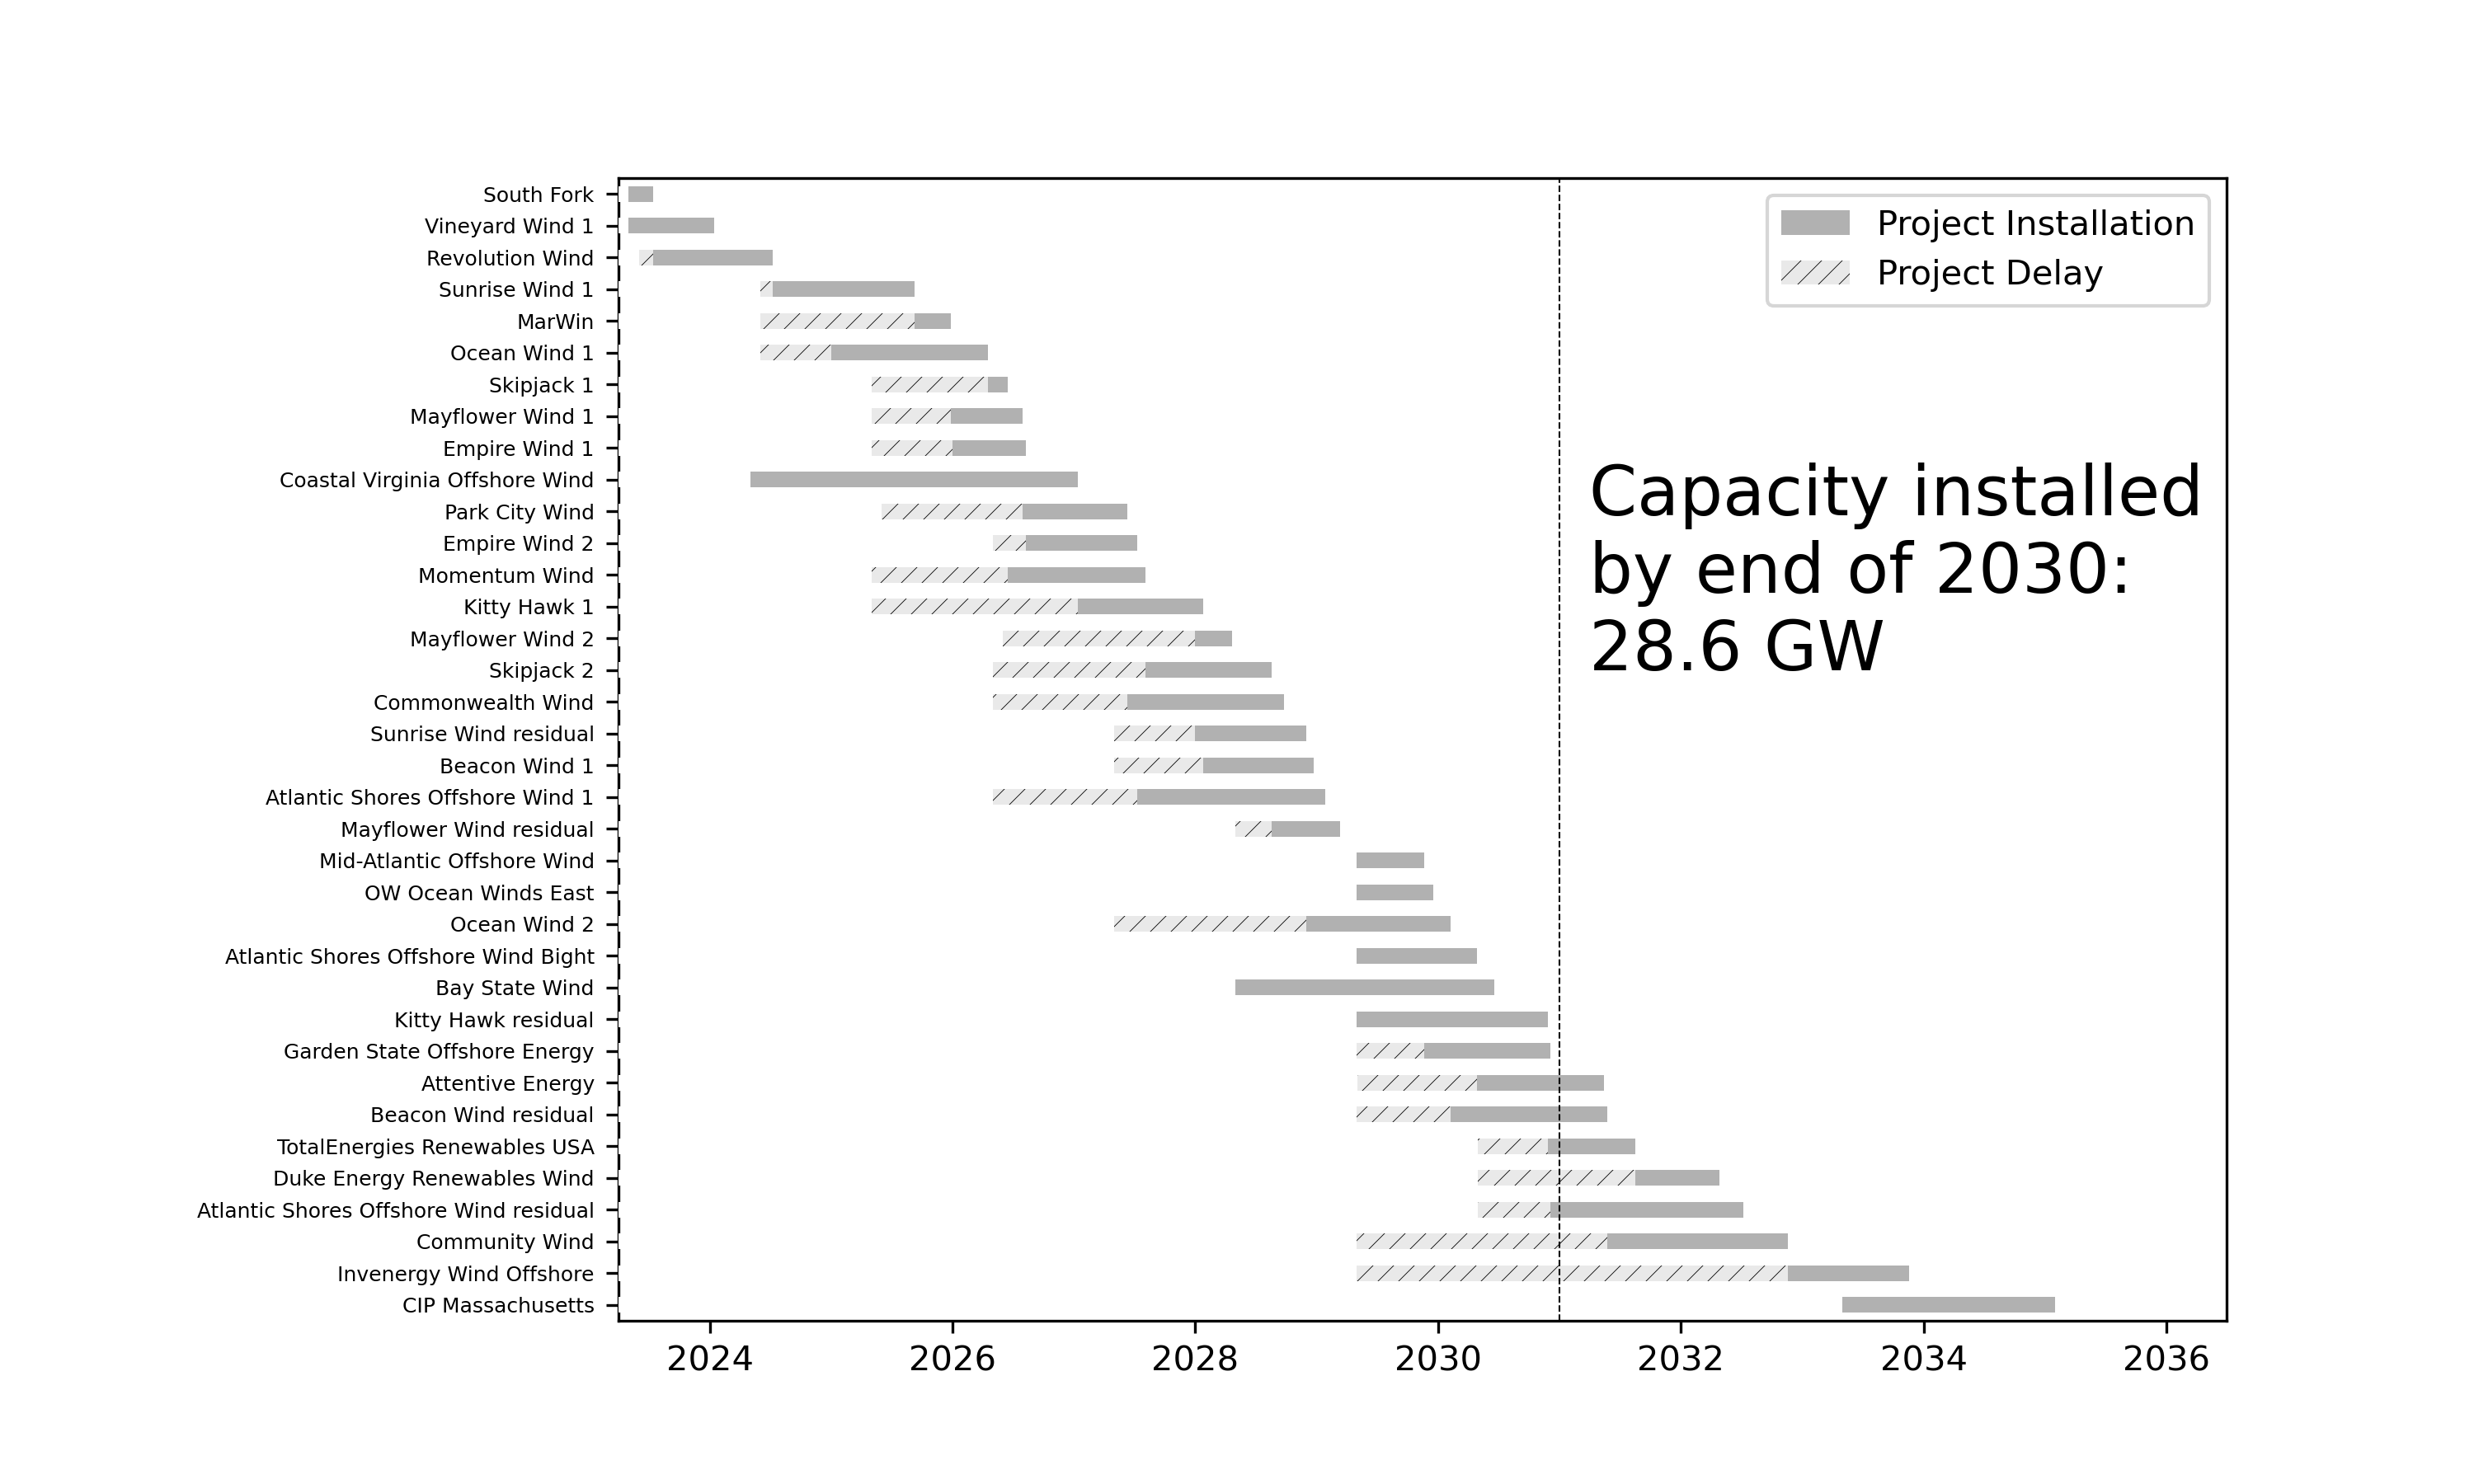 South Fork
Vineyard Wind 1
Revolution Wind
Sunrise Wind 1
MarWin
Ocean Wind 1
Skipjack 1
Mayflower Wind 1
Empire Wind 1
Coastal Virginia Offshore Wind
Park City Wind
Empire Wind 2
Momentum Wind
Kitty Hawk 1
Mayflower Wind 2
Skipjack 2
Commonwealth Wind
Sunrise Wind residual
Beacon Wind 1
Atlantic Shores Offshore Wind 1
Mayflower Wind residual
Mid-Atlantic Offshore Wind
OW Ocean Winds East
Ocean Wind 2
Atlantic Shores Offshore Wind Bight
Bay State Wind
Kitty Hawk residual
Garden State Offshore Energy
Attentive Energy
Beacon Wind residual
TotalEnergies Renewables USA
Duke Energy Renewables Wind
Atlantic Shores Offshore Wind residual
Community Wind
Invenergy Wind Offshore
CIP Massachusetts
Project Installation
Project Delay
Capacity installed
by end of 2030:
28.6 GW
2024 2026 2028 2030 2032 2034 2036